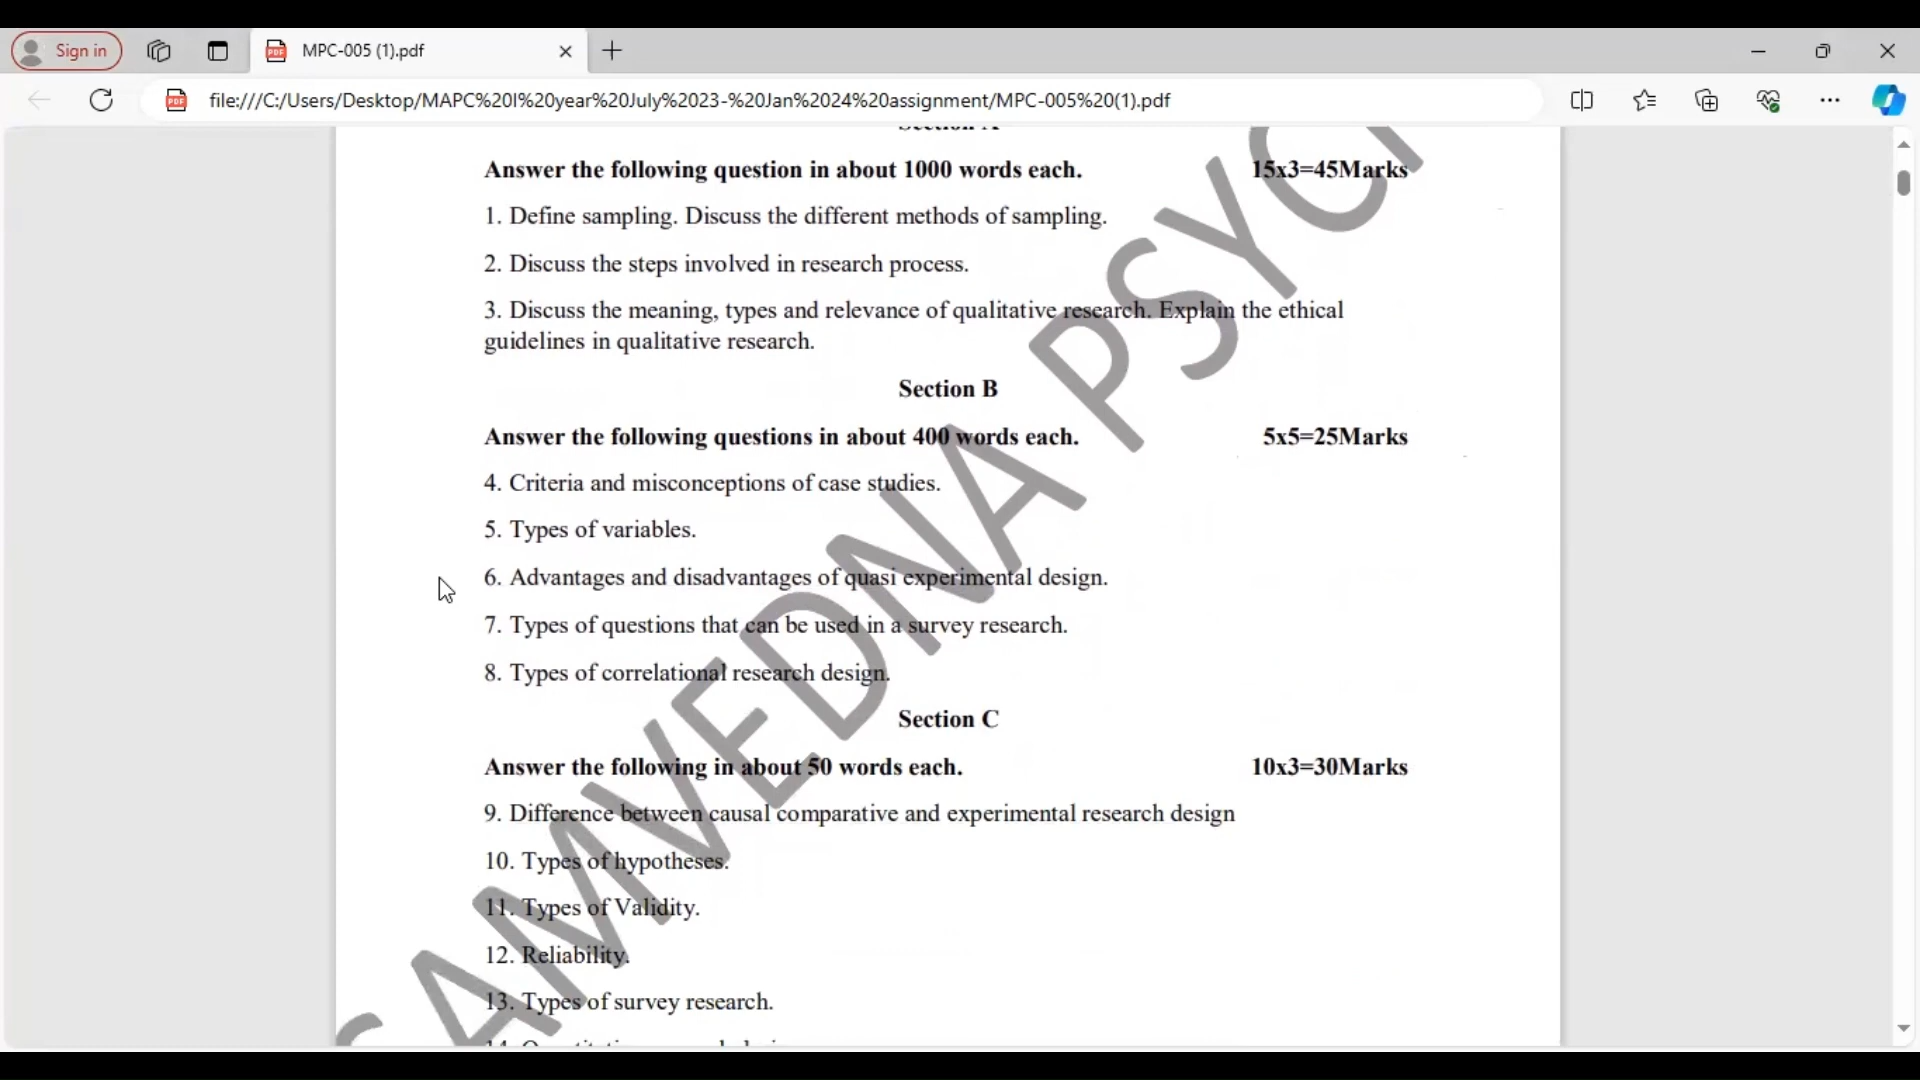 Sign in
MPC-005 (1).pdf
PDF
file:///C:/Users/Desktop/MAPC%20I%20year%20July%2023-%20Jan%2024%20assignment/MPC-005%20(1).pdf
Answer the following question in about 1000 words each. 15x3=45Marks
1. Define sampling. Discuss the different methods of sampling.
2. Discuss the steps involved in research process.
3. Discuss the meaning, types and relevance of qualitative research. Explain the ethical
guidelines in qualitative research.
Section B
Answer the following questions in about 400 words each. 5x5=25Marks
4. Criteria and misconceptions of case studies.
5. Types of variables.
6. Advantages and disadvantages of quasi experimental design.
7. Types of questions that can be used in a survey research.
8. Types of correlational research design.
Section C
Answer the following in about 50 words each. 10x3=30Marks
9. Difference between causal comparative and experimental research design
10. Types of hypotheses.
11. Types of Validity.
12. Reliability.
13. Types of survey research.
SAMVEDNA PSYC